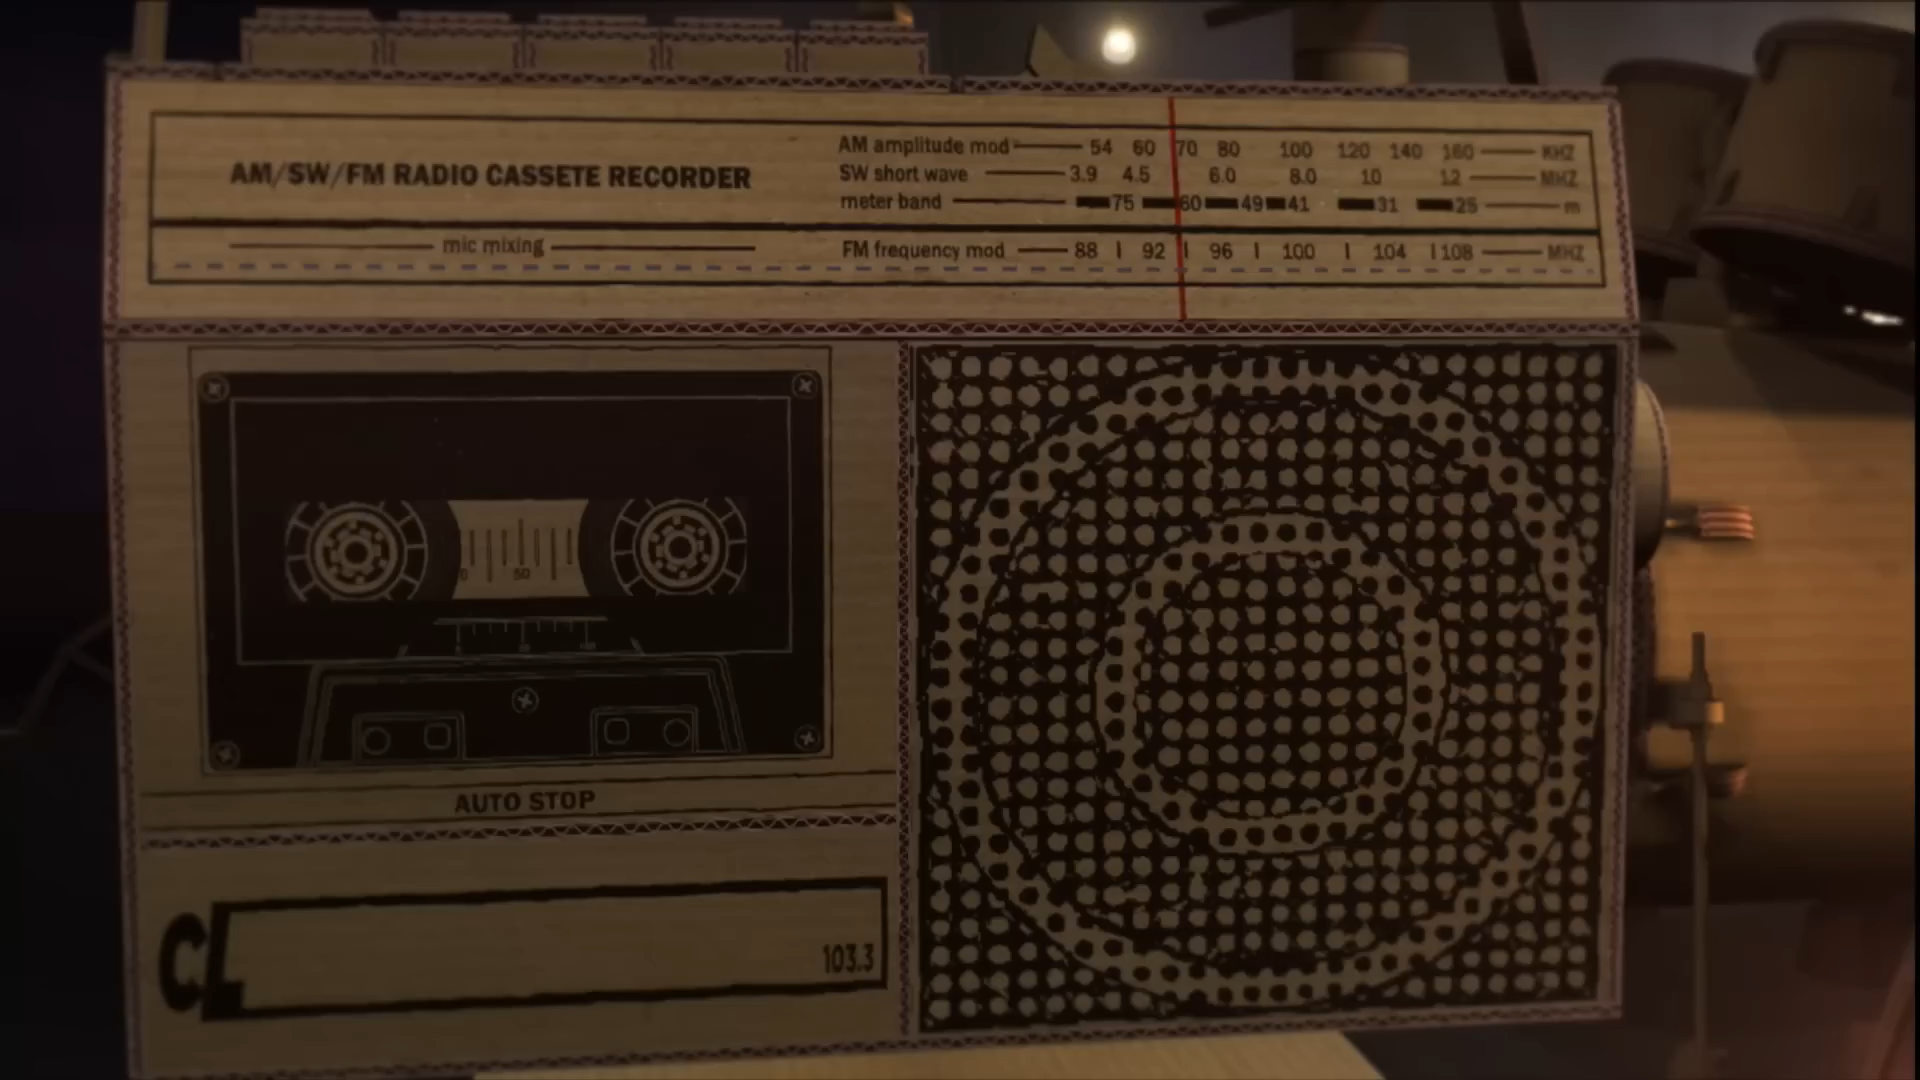 AM/SW/FM RADIO CASSETE RECORDER
AM amplitude mod 54 60 70 80 100 120 140 160 KHZ
SW short wave 3.9 4.5 6.0 8.0 10 12 MHZ
meter band 75 60 49 41 31 25 m
mic mixing
FM frequency mod 88 92 96 100 104 108 MHZ
0 50
AUTO STOP
CL
103.3